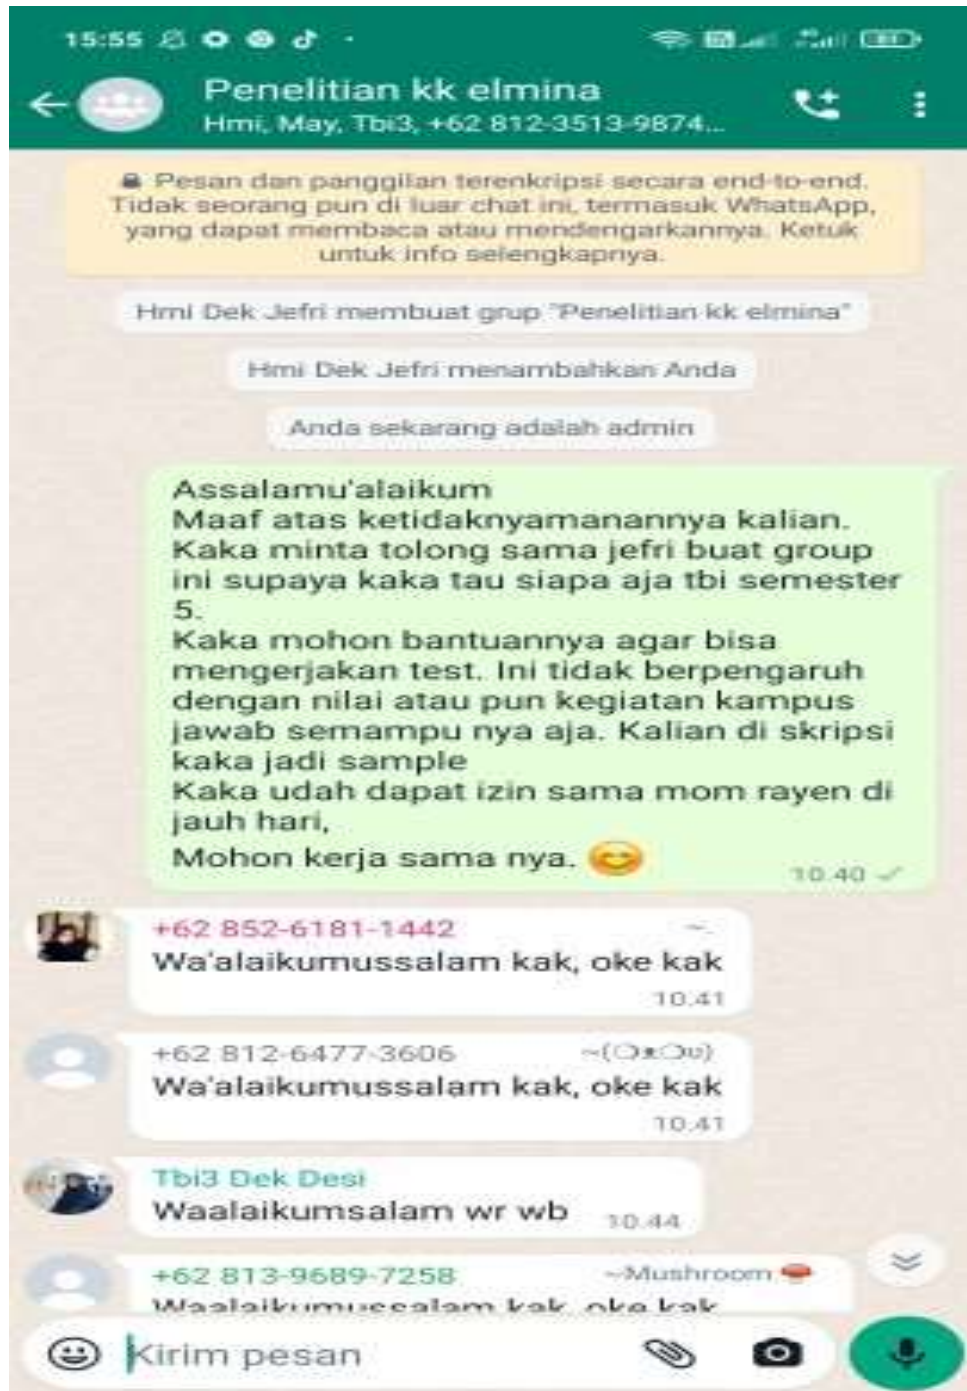 15:55
Penelitian kk elmina
Hmi, May, Tbi3, +62 812-3513-9874...
Pesan dan panggilan terenkripsi secara end-to-end.
Tidak seorang pun di luar chat ini, termasuk WhatsApp,
yang dapat membaca atau mendengarkannya. Ketuk
untuk info selengkapnya.
Hmi Dek Jefri membuat grup "Penelitian kk elmina"
Hmi Dek Jefri menambahkan Anda
Anda sekarang adalah admin
Assalamu'alaikum
Maaf atas ketidaknyamanannya kalian.
Kaka minta tolong sama jefri buat group
ini supaya kaka tau siapa aja tbi semester
5.
Kaka mohon bantuannya agar bisa
mengerjakan test. Ini tidak berpengaruh
dengan nilai atau pun kegiatan kampus
jawab semampu nya aja. Kalian di skripsi
kaka jadi sample
Kaka udah dapat izin sama mom rayen di
jauh hari,
Mohon kerja sama nya. 😊
10.40
+62 852-6181-1442 ~.
Wa'alaikumussalam kak, oke kak
10.41
+62 812-6477-3606
Wa'alaikumussalam kak, oke kak
10.41
Tbi3 Dek Desi
Waalaikumsalam wr wb 10.44
+62 813-9689-7258 ~Mushroom 🍄
Waalaikumussalam kak, oke kak
Kirim pesan